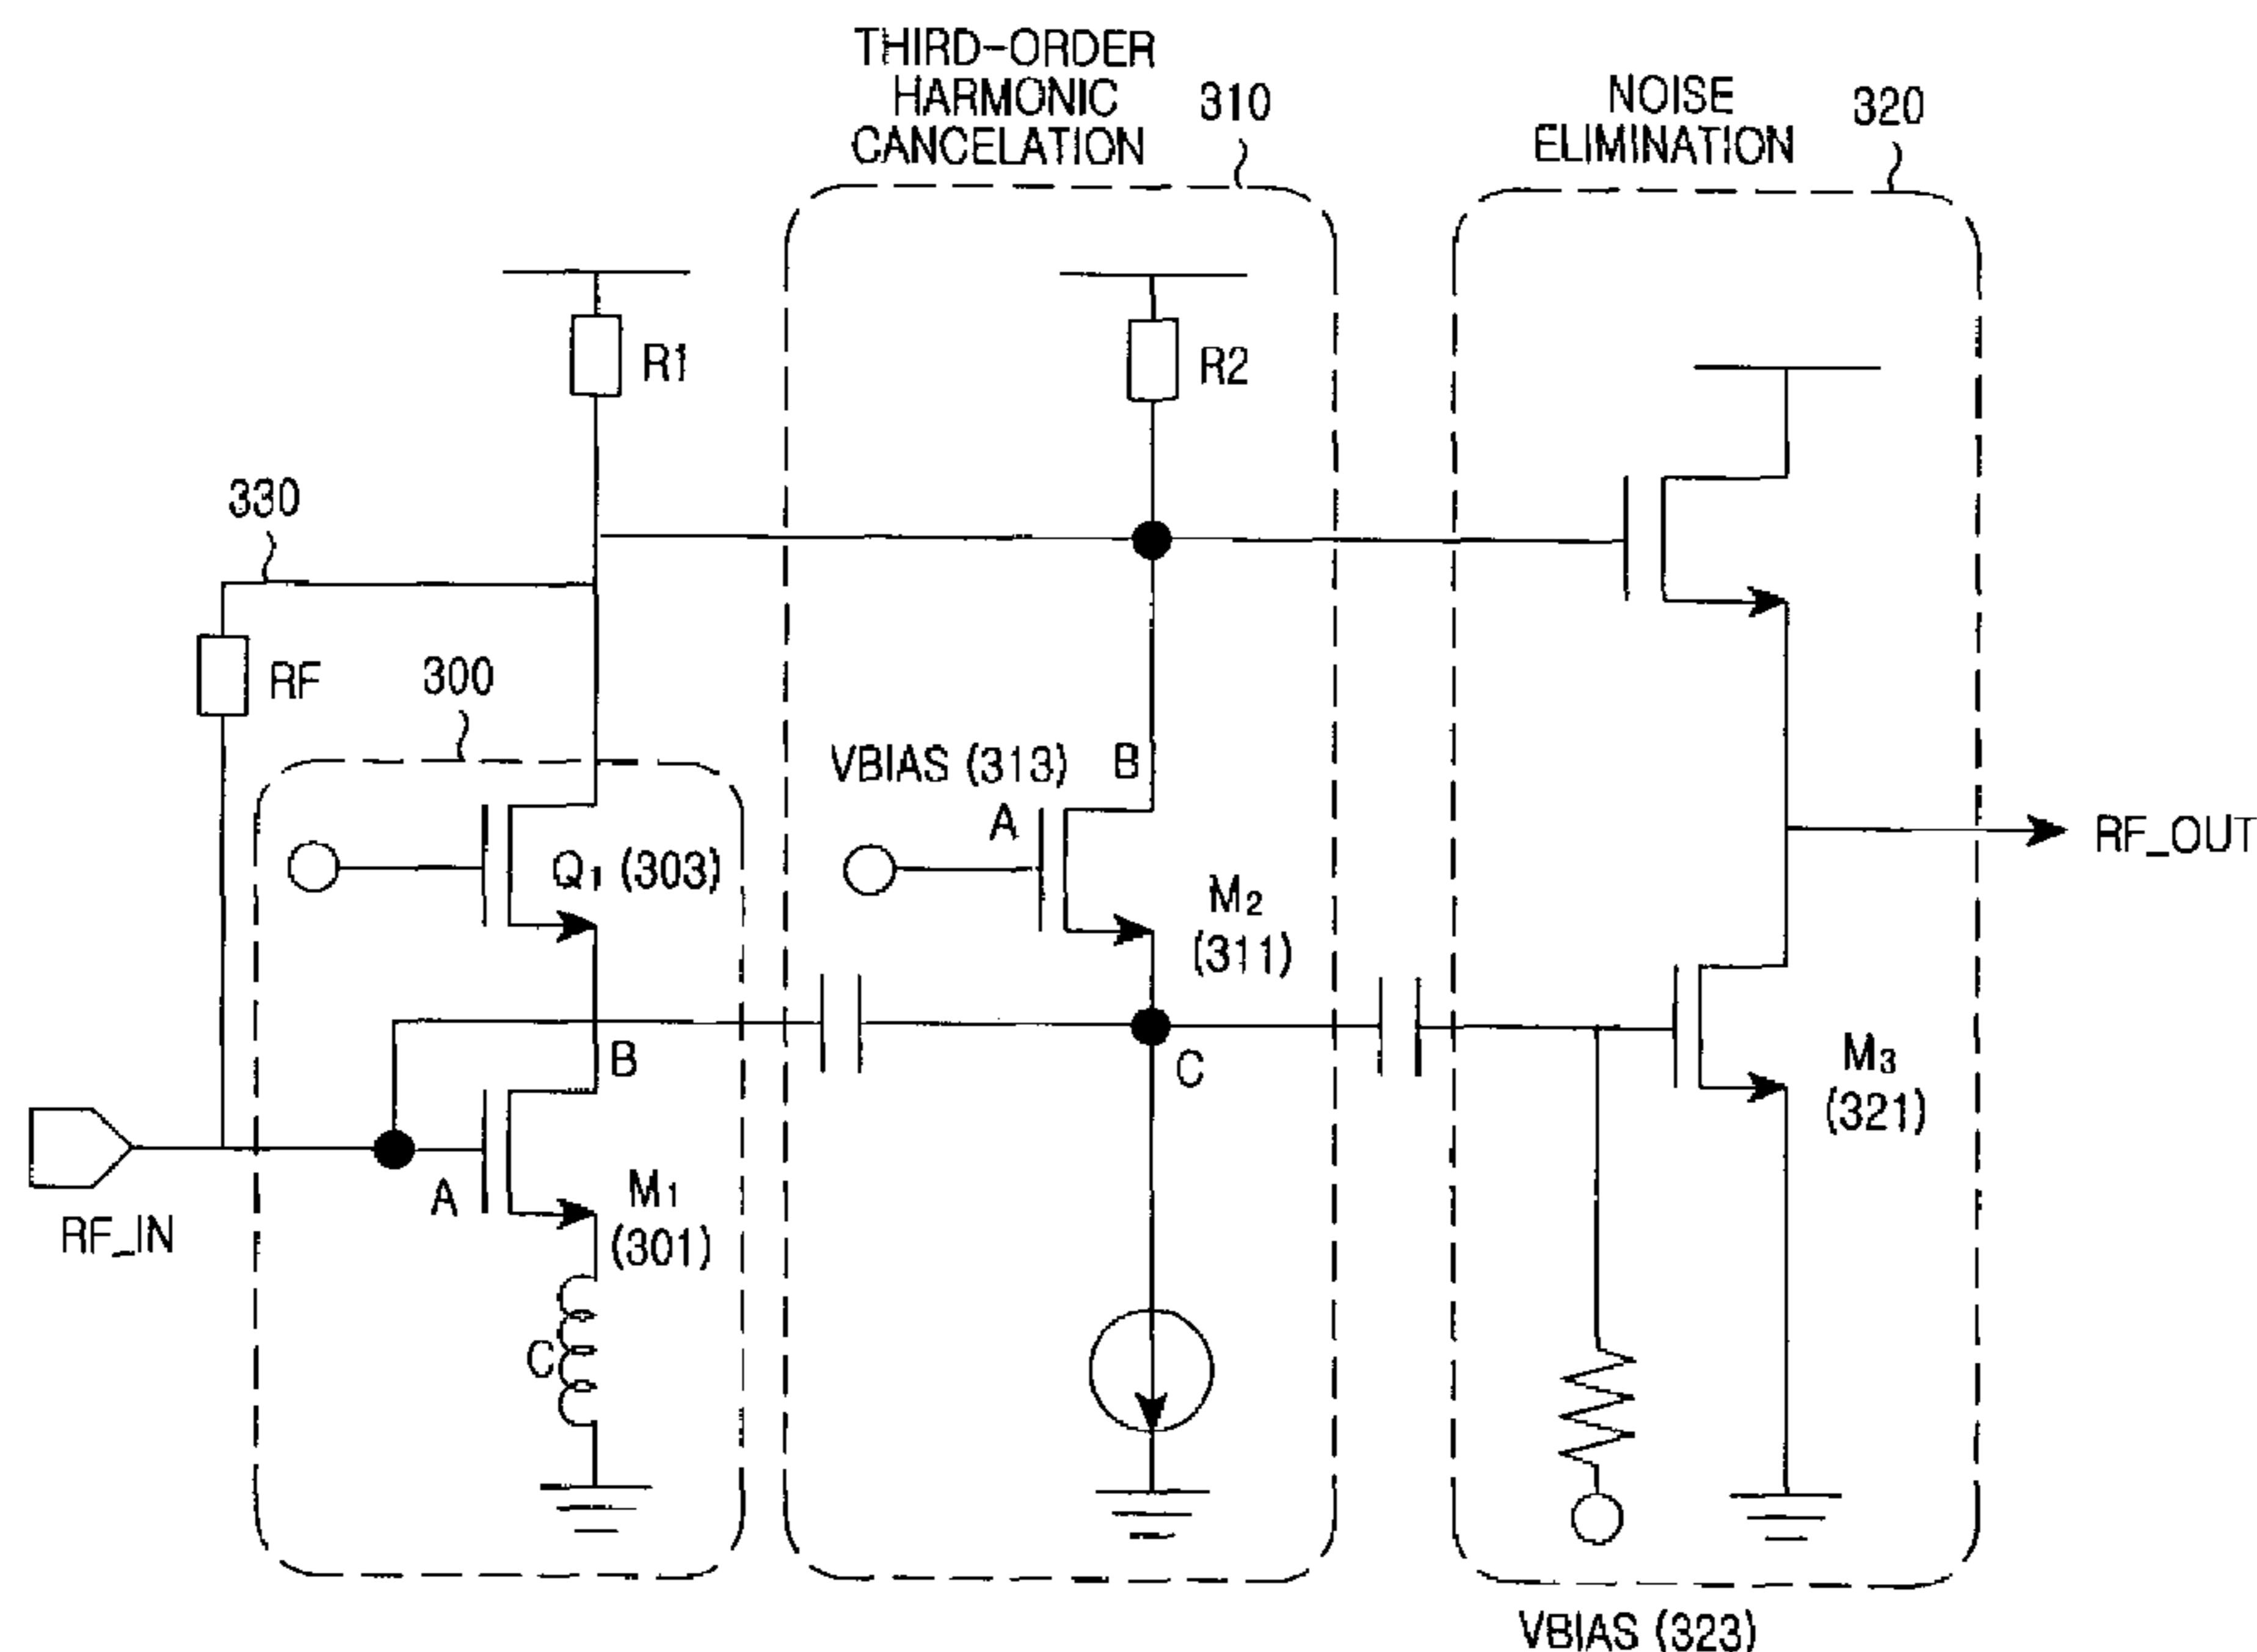 THIRD-ORDER
HARMONIC
CANCELATION
310
NOISE
ELIMINATION
320
R1
R2
330
RF
300
VBIAS (313)
B
A
Q1 (303)
M2
(311)
RF_OUT
B
C
M3
(321)
A
M1
(301)
RF_IN
C
VBIAS (323)